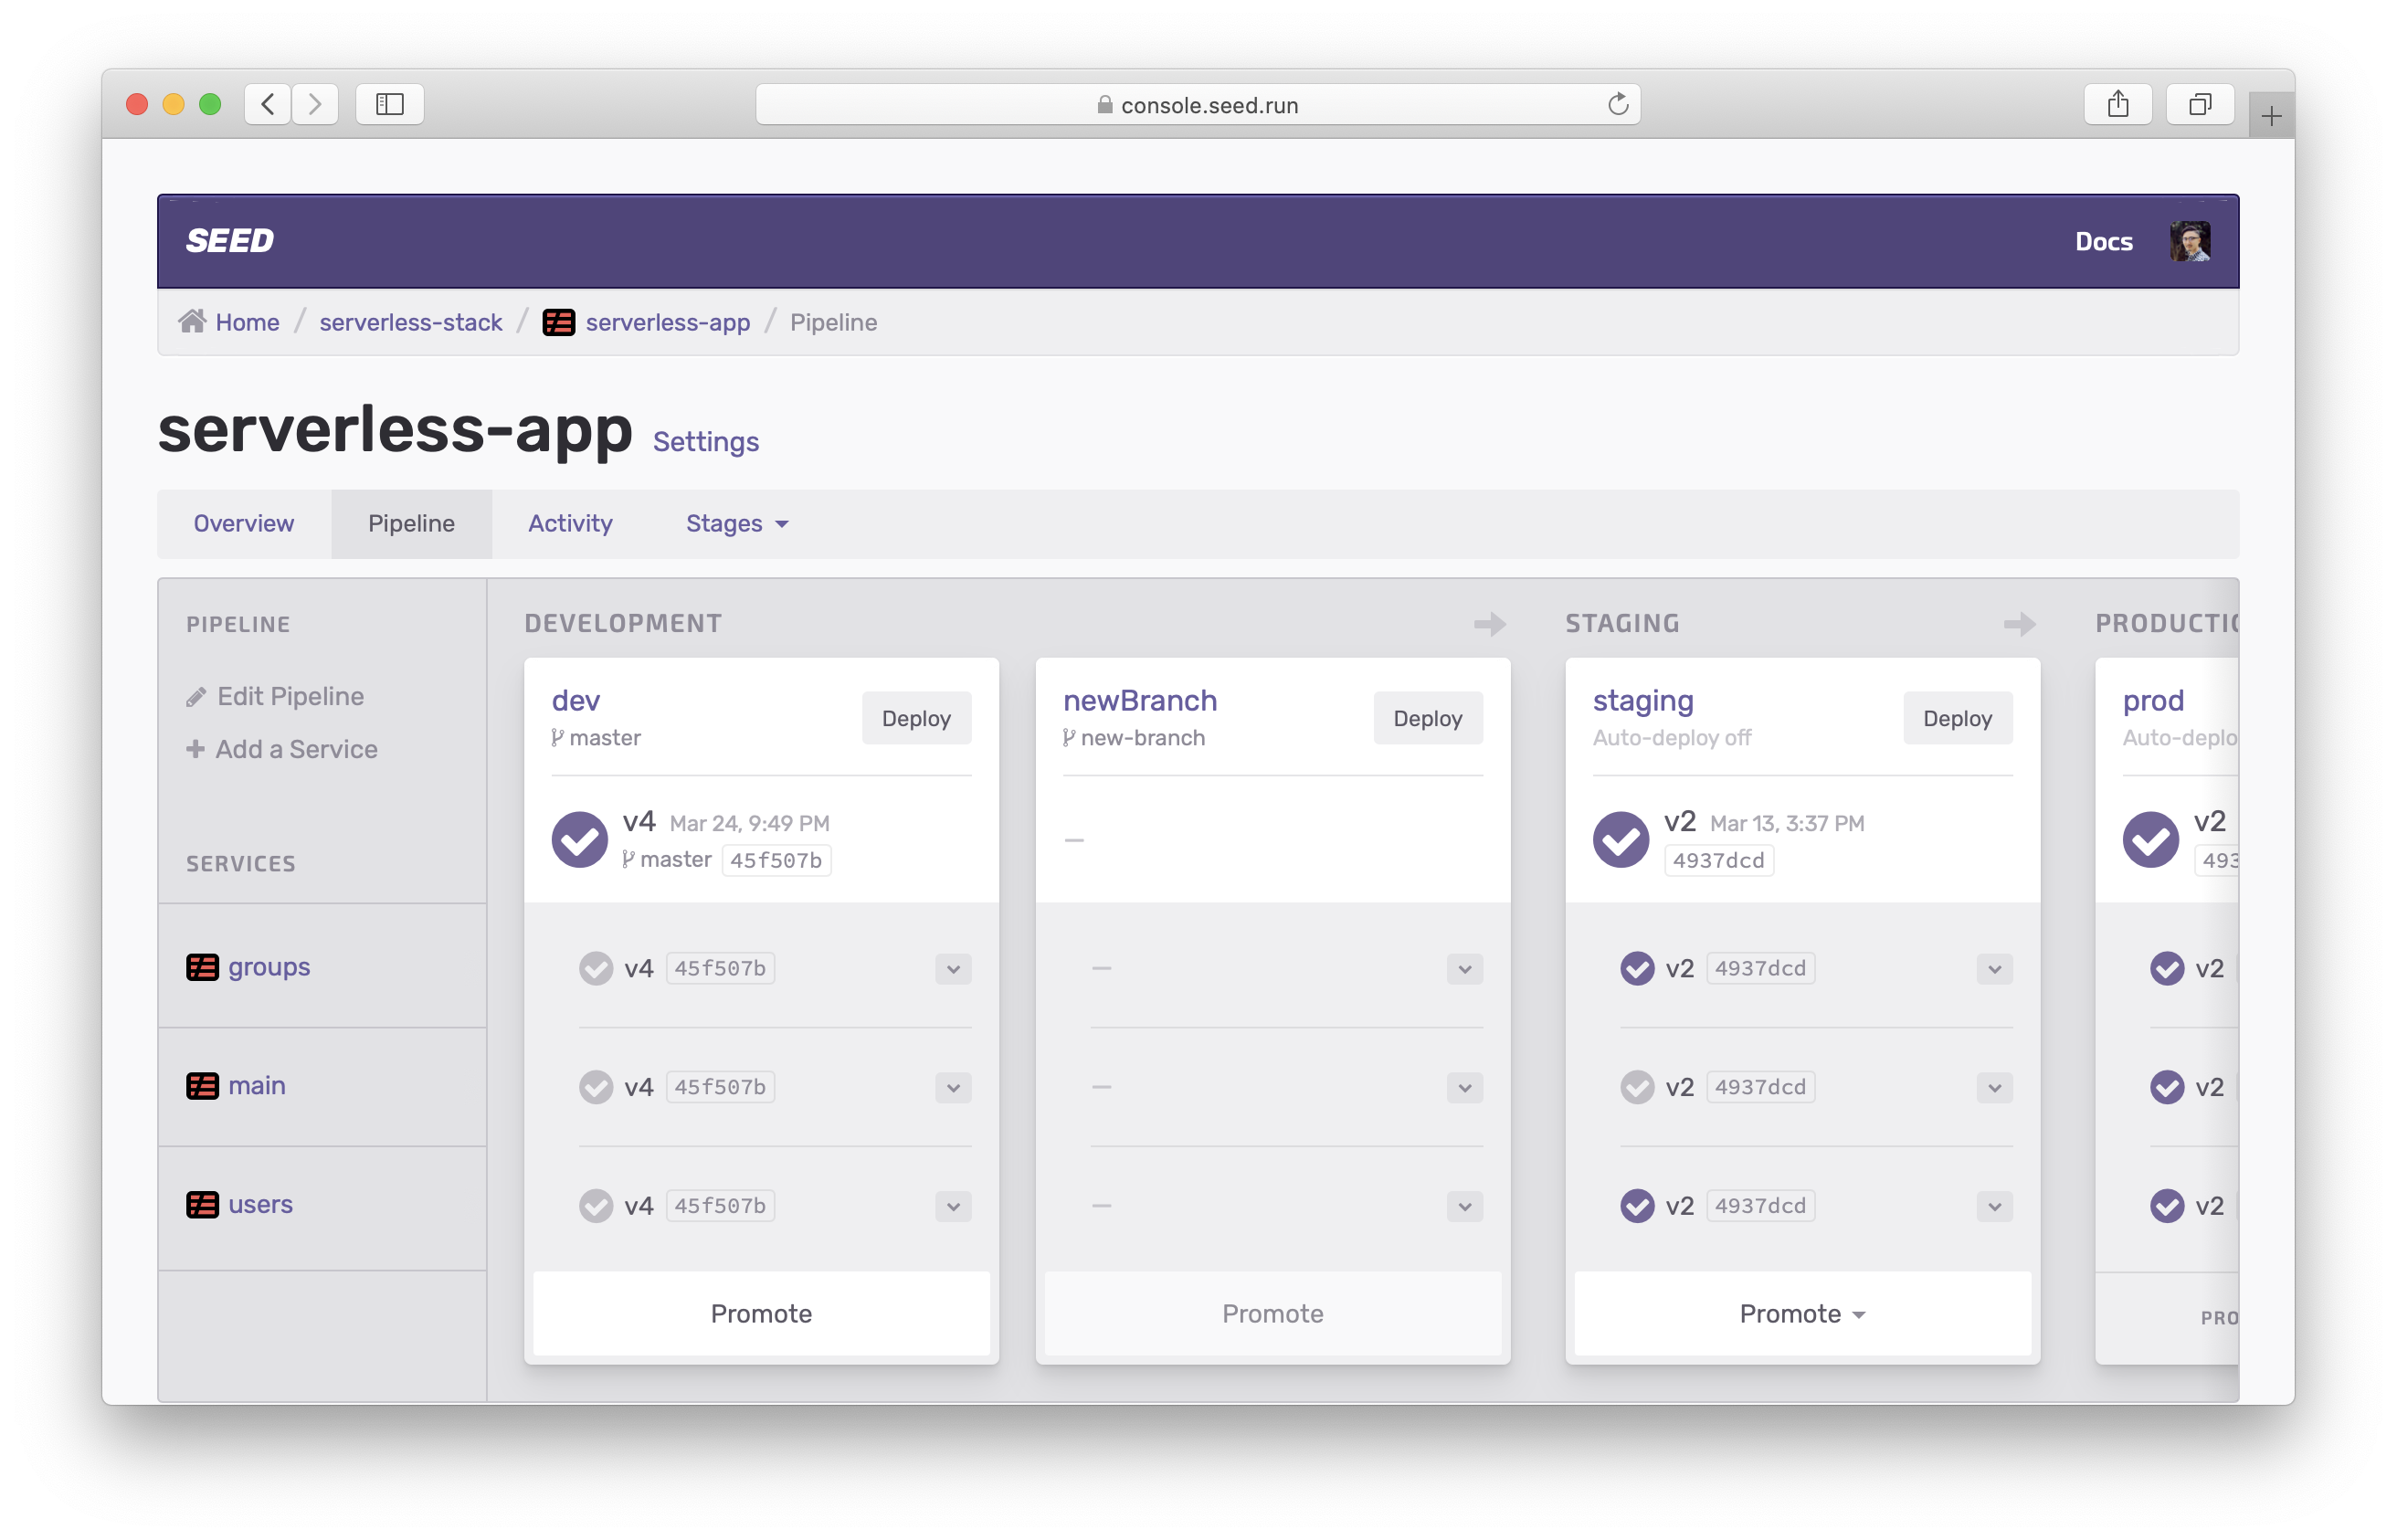 console.seed.run
SEED
Docs
Home / serverless-stack / serverless-app / Pipeline
serverless-app Settings
Overview
Pipeline
Activity
Stages
PIPELINE
Edit Pipeline
Add a Service
SERVICES
groups
main
users
DEVELOPMENT
dev
master
Deploy
v4 Mar 24, 9:49 PM
master 45f507b
v4 45f507b
v4 45f507b
v4 45f507b
Promote
newBranch
new-branch
Deploy
—
—
—
—
Promote
STAGING
staging
Auto-deploy off
Deploy
v2 Mar 13, 3:37 PM
4937dcd
v2 4937dcd
v2 4937dcd
v2 4937dcd
Promote
PRODUCTIO
prod
Auto-deplo
v2
493
v2
v2
v2
PRO